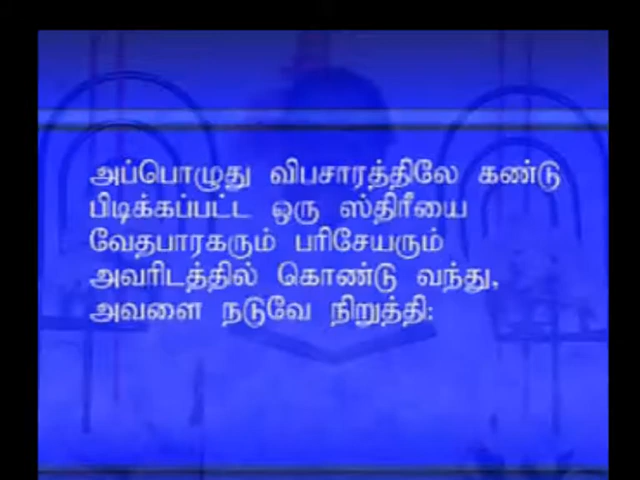 அப்பொழுது விபசாரத்திலே கண்டு
பிடிக்கப்பட்ட ஒரு ஸ்திரீயை
வேதபாரகரும் பரிசேயரும்
அவரிடத்தில் கொண்டு வந்து,
அவளை நடுவே நிறுத்தி: